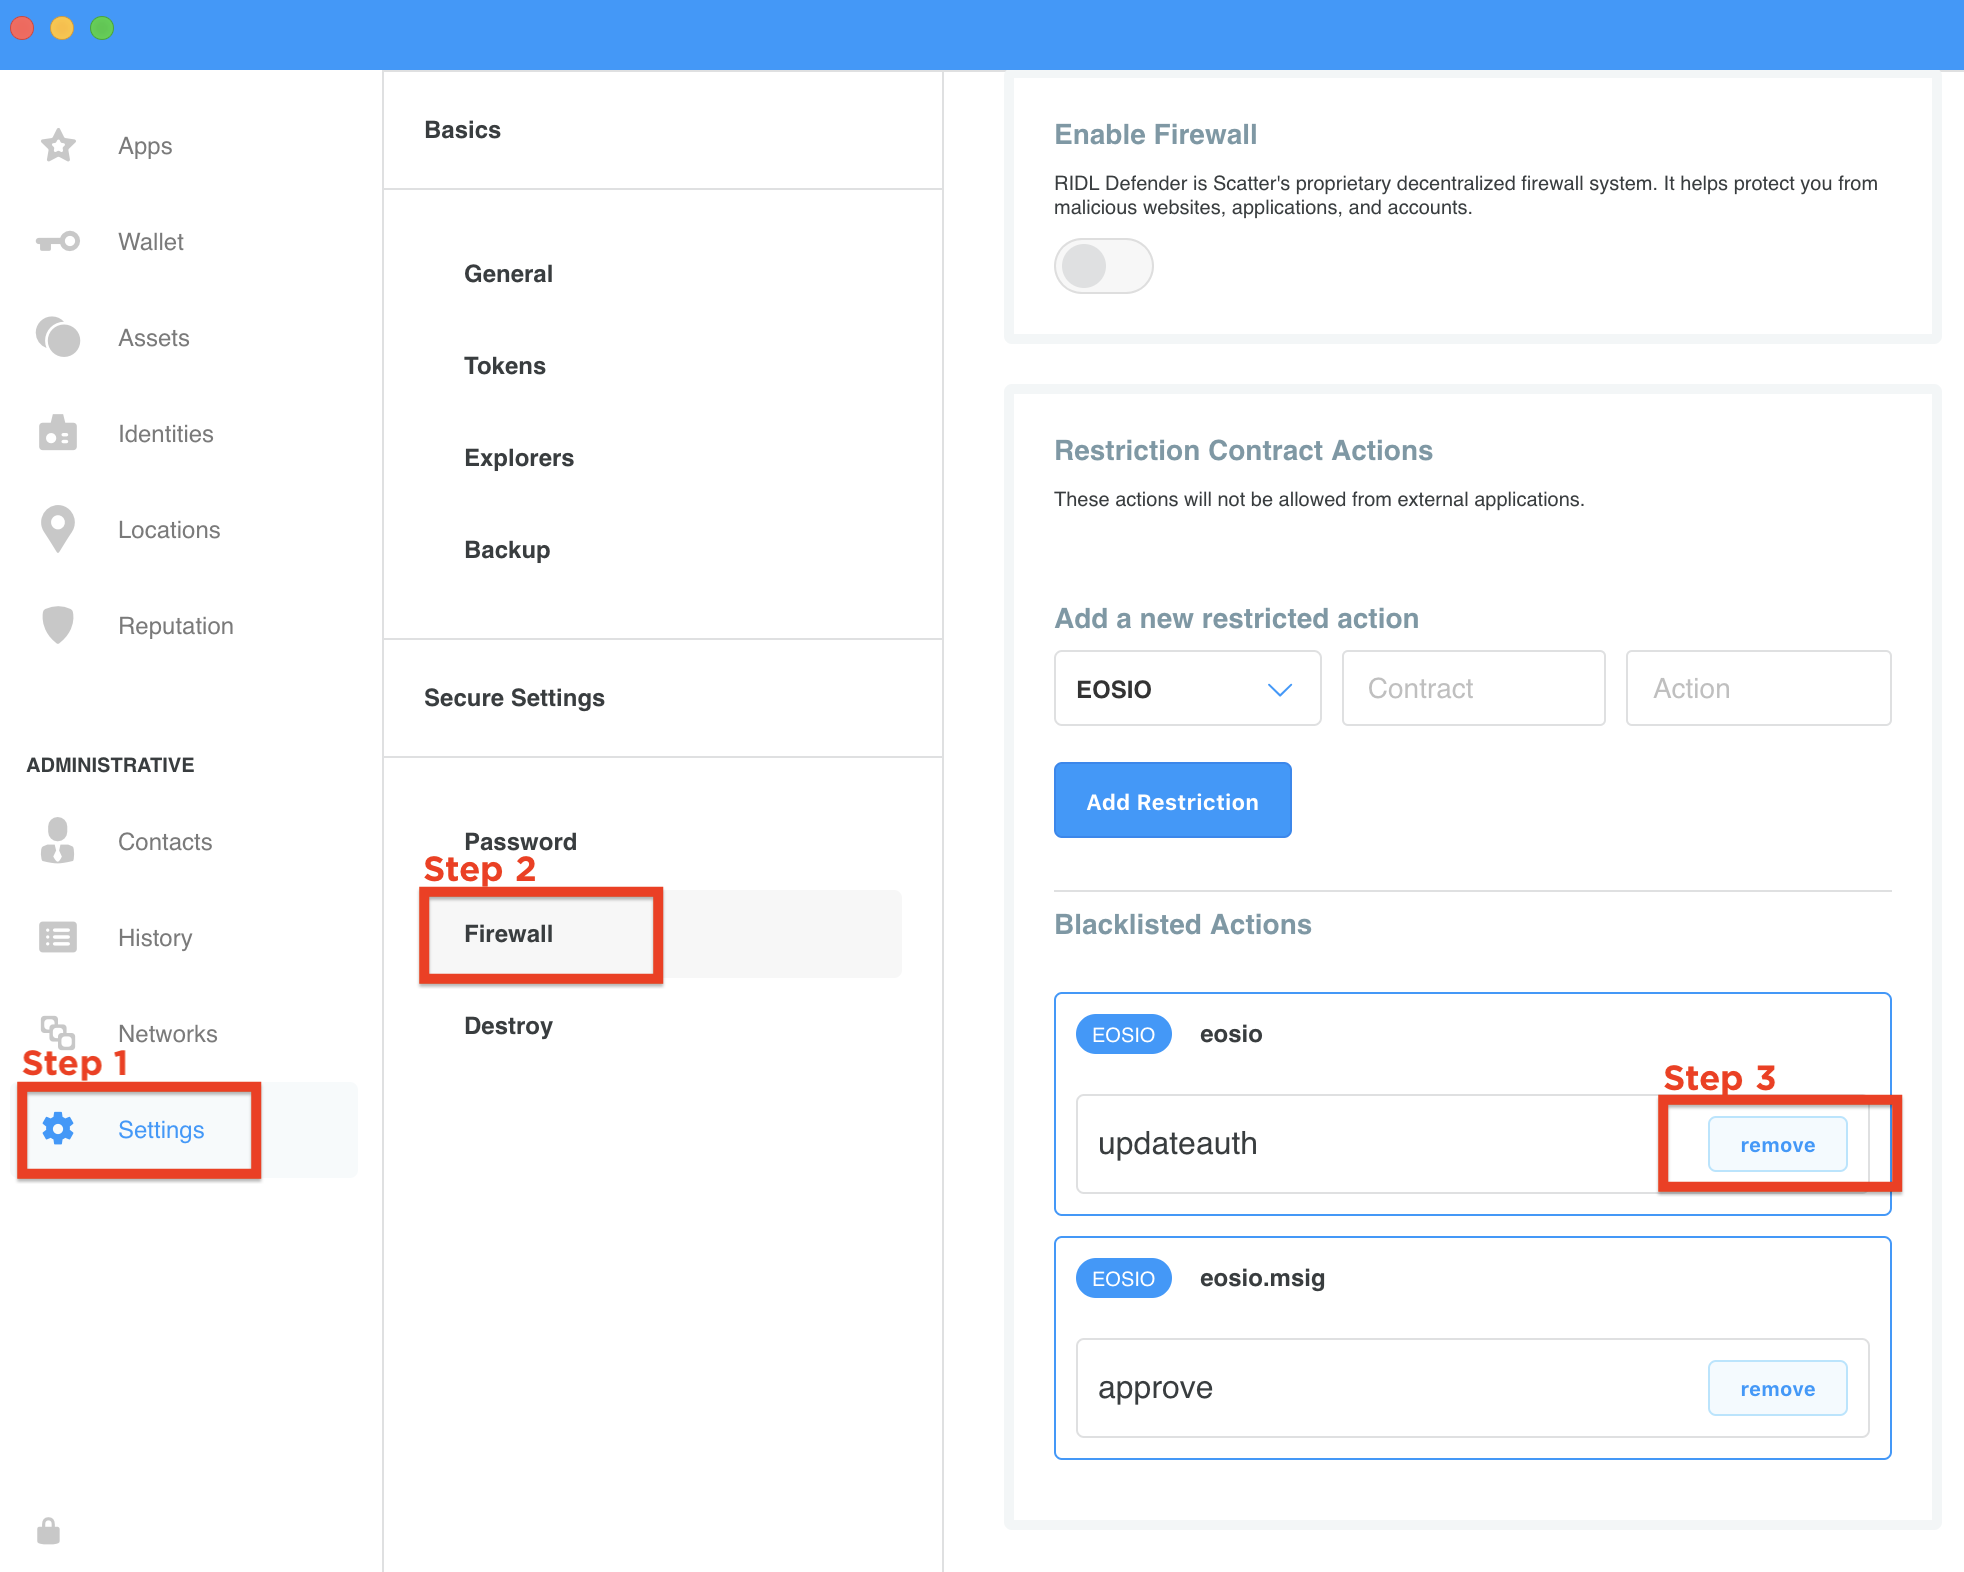 Apps
Wallet
Assets
Identities
Locations
Reputation
ADMINISTRATIVE
Contacts
History
Networks
Step 1
Settings
Basics
General
Tokens
Explorers
Backup
Secure Settings
Password
Step 2
Firewall
Destroy
Enable Firewall
RIDL Defender is Scatter's proprietary decentralized firewall system. It helps protect you from
malicious websites, applications, and accounts.
Restriction Contract Actions
These actions will not be allowed from external applications.
Add a new restricted action
EOSIO Contract Action
Add Restriction
Blacklisted Actions
EOSIO eosio
Step 3
updateauth remove
EOSIO eosio.msig
approve remove